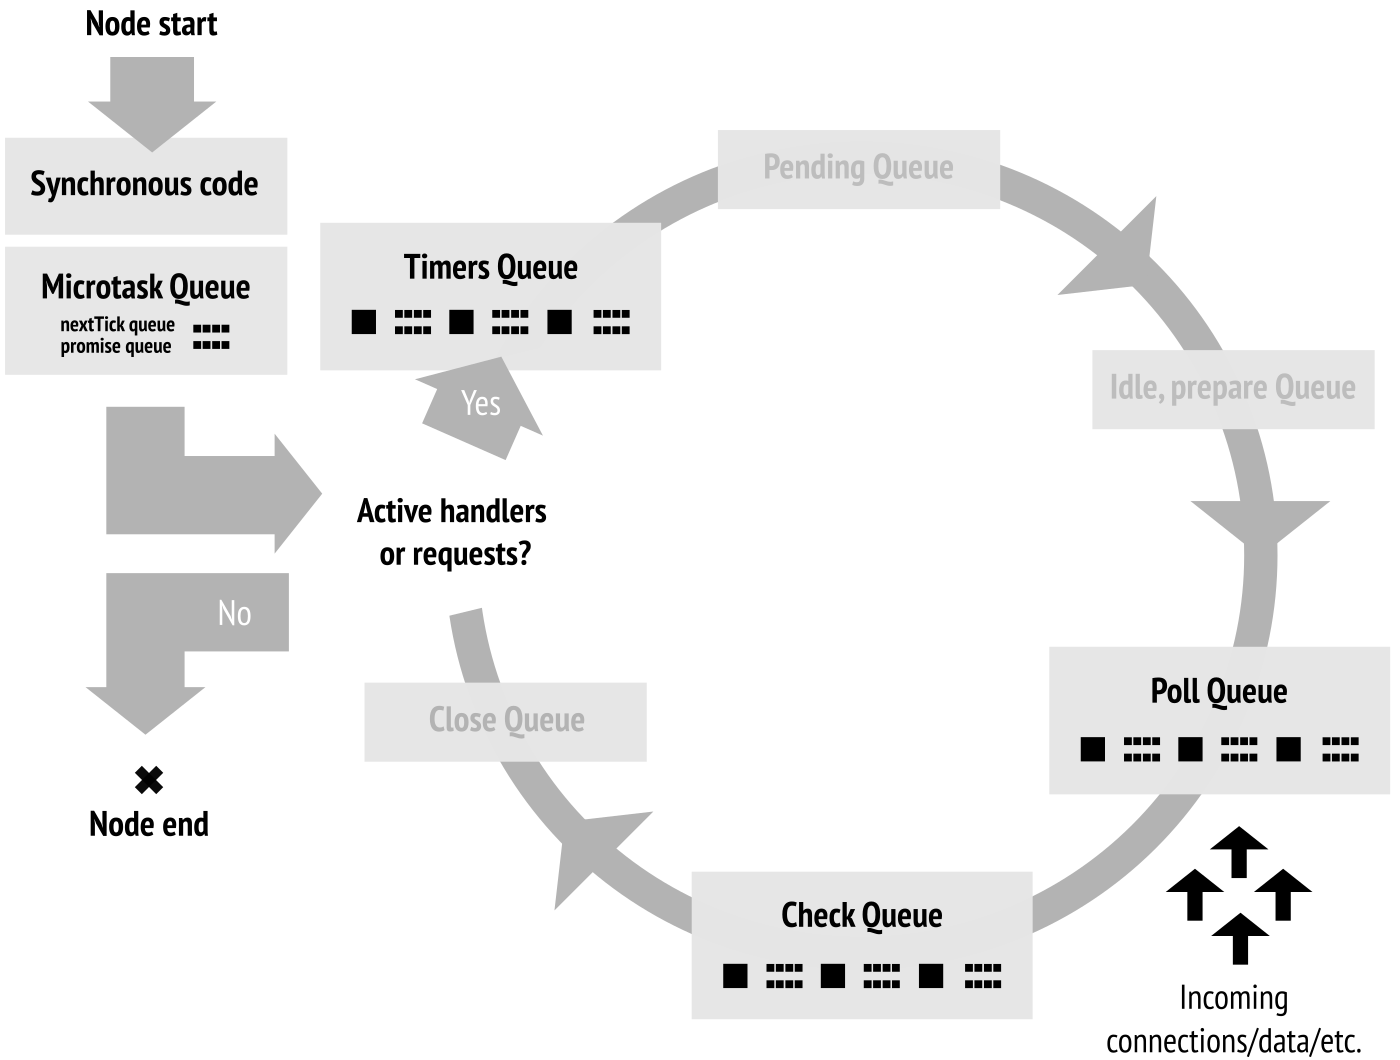 Node start
Synchronous code
Microtask Queue
nextTick queue
promise queue
Timers Queue
Pending Queue
Idle, prepare Queue
Yes
Active handlers
or requests?
No
Poll Queue
Close Queue
Node end
Check Queue
Incoming
connections/data/etc.